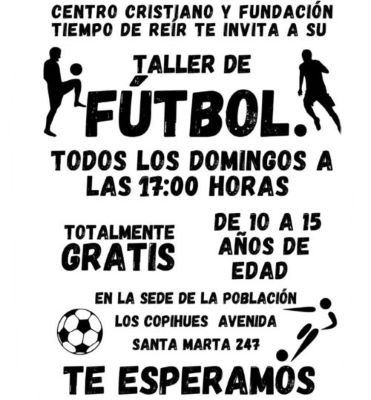 CENTRO CRISTJANO Y FUNDACIÓN
TIEMPO DE REÍR TE INVITA A SU
TALLER DE
FÚTBOL.
TODOS LOS DOMINGOS A
LAS 17:00 HORAS
TOTALMENTE
GRATIS
DE 10 A 15
AÑOS DE
EDAD
EN LA SEDE DE LA POBLACIÓN
LOS COPIHUES AVENIDA
SANTA MARTA 247
TE ESPERAMOS